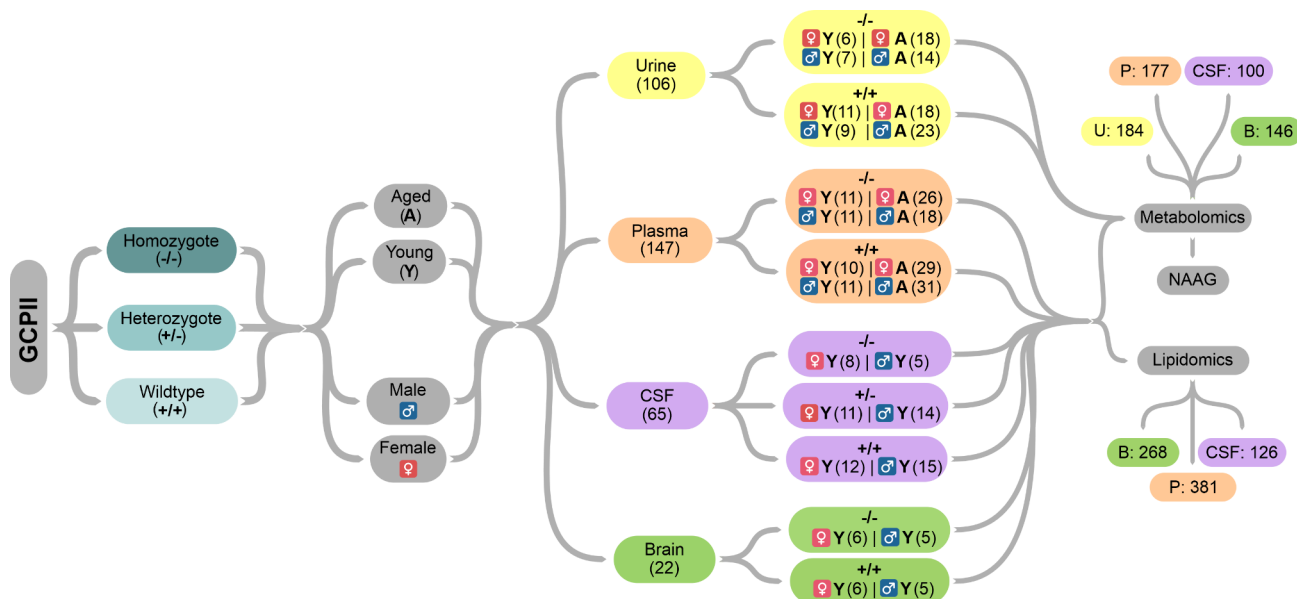 GCPII
Homozygote
(-/-)
Heterozygote
(+/-)
Wildtype
(+/+)
Aged
(A)
Young
(Y)
Male
♂
Female
♀
Urine
(106)
-/-
♀ Y (6) | ♀ A (18)
♂ Y (7) | ♂ A (14)
+/+
♀ Y (11) | ♀ A (18)
♂ Y (9) | ♂ A (23)
Plasma
(147)
-/-
♀ Y (11) | ♀ A (26)
♂ Y (11) | ♂ A (18)
+/+
♀ Y (10) | ♀ A (29)
♂ Y (11) | ♂ A (31)
CSF
(65)
-/-
♀ Y (8) | ♂ Y (5)
+/-
♀ Y (11) | ♂ Y (14)
+/+
♀ Y (12) | ♂ Y (15)
Brain
(22)
-/-
♀ Y (6) | ♂ Y (5)
+/+
♀ Y (6) | ♂ Y (5)
P: 177
CSF: 100
U: 184
B: 146
Metabolomics
NAAG
Lipidomics
B: 268
CSF: 126
P: 381